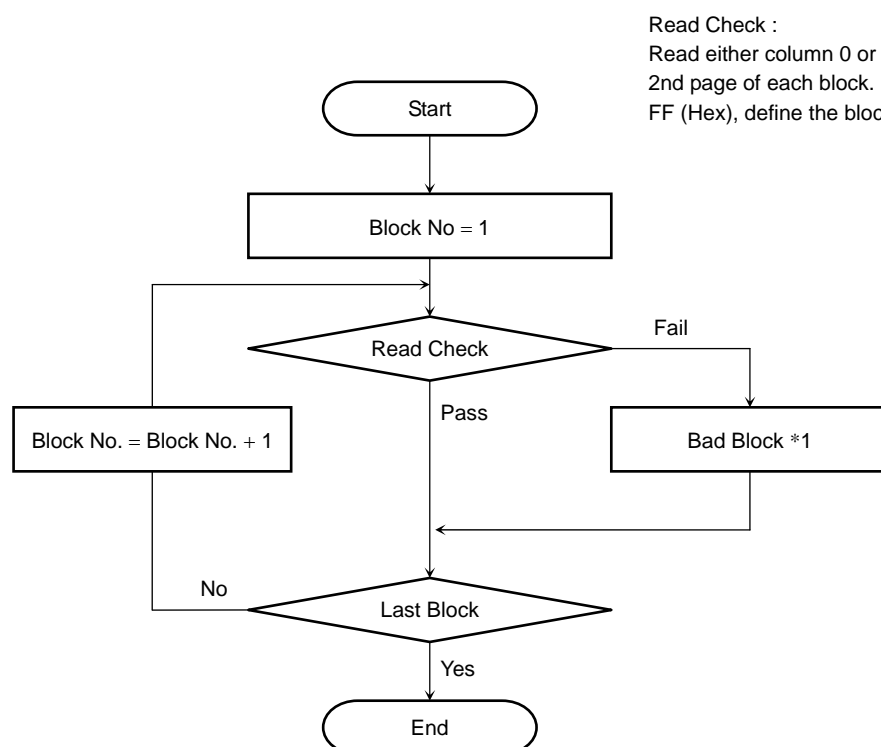 Read Check :
Read either column 0 or
2nd page of each block.
FF (Hex), define the
Start
Block No = 1
Read Check
Fail
Pass
Block No. = Block No. + 1
Bad Block *1
No
Last Block
Yes
End